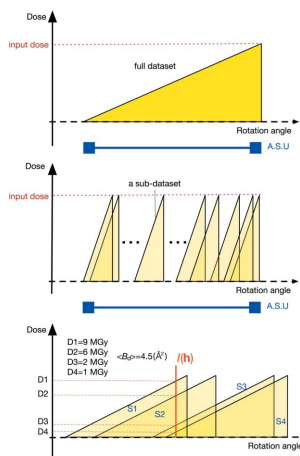 Dose
input dose
full dataset
Rotation angle
A.S.U
Dose
a sub-dataset
input dose
Rotation angle
A.S.U
Dose
D1=9 MGy
D2=6 MGy
D3=2 MGy
D4=1 MGy
<Bd>=4.5(Å²)
I(h)
D1
D2
D3
D4
S1
S2
S3
S4
Rotation angle